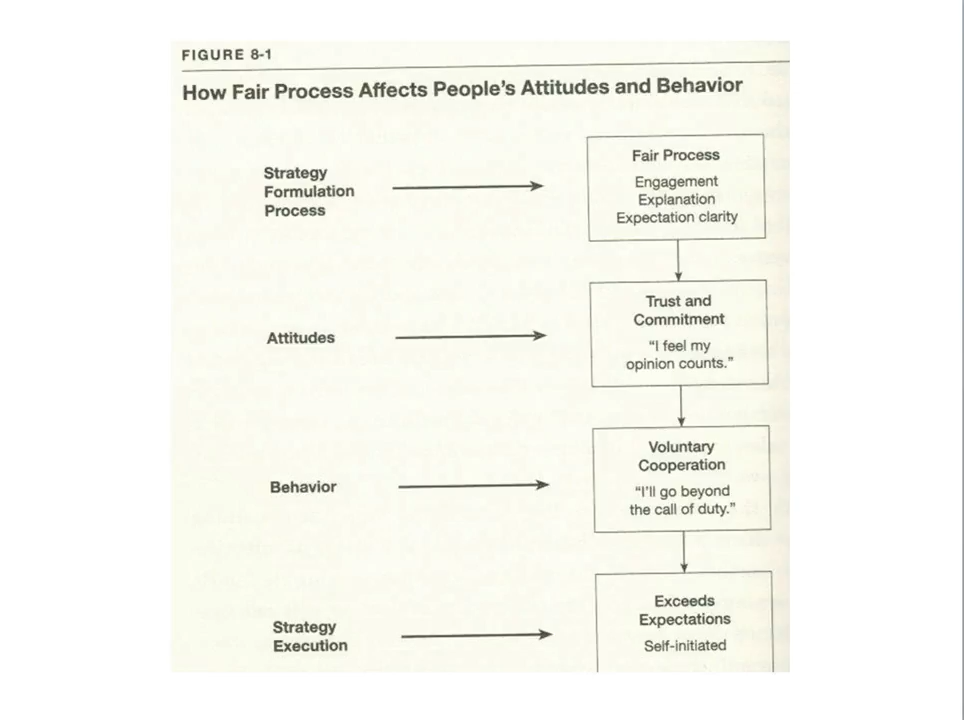 FIGURE 8-1
How Fair Process Affects People's Attitudes and Behavior
Strategy
Formulation
Process
Fair Process
Engagement
Explanation
Expectation clarity
Attitudes
Trust and
Commitment
“I feel my
opinion counts.”
Behavior
Voluntary
Cooperation
“I'll go beyond
the call of duty.”
Strategy
Execution
Exceeds
Expectations
Self-initiated